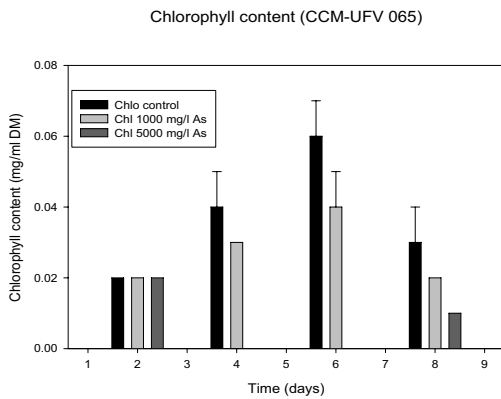 Chlorophyll content (CCM-UFV 065)
0.08
0.06
0.04
0.02
0.00
Chlorophyll content (mg/ml DM)
Chlo control
Chl 1000 mg/l As
Chl 5000 mg/l As
1 2 3 4 5 6 7 8 9
Time (days)